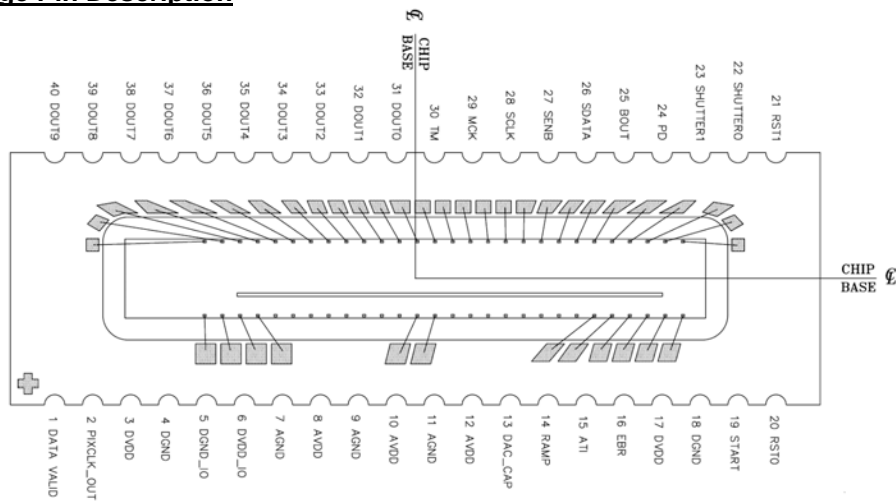 ℄ CHIP
BASE
40 DOUT9
39 DOUT8
38 DOUT7
37 DOUT6
36 DOUT5
35 DOUT4
34 DOUT3
33 DOUT2
32 DOUT1
31 DOUT0
30 TM
29 MCK
28 SCLK
27 SENB
26 SDATA
25 BOUT
24 PD
23 SHUTTER1
22 SHUTTER0
21 RST1
CHIP ℄
BASE
1 DATA VALID
2 PIXCLK_OUT
3 DVDD
4 DGND
5 DGND_IO
6 DVDD_IO
7 AGND
8 AVDD
9 AGND
10 AVDD
11 AGND
12 AVDD
13 DAC_CAP
14 RAMP
15 ATI
16 EBR
17 DVDD
18 DGND
19 START
20 RST0